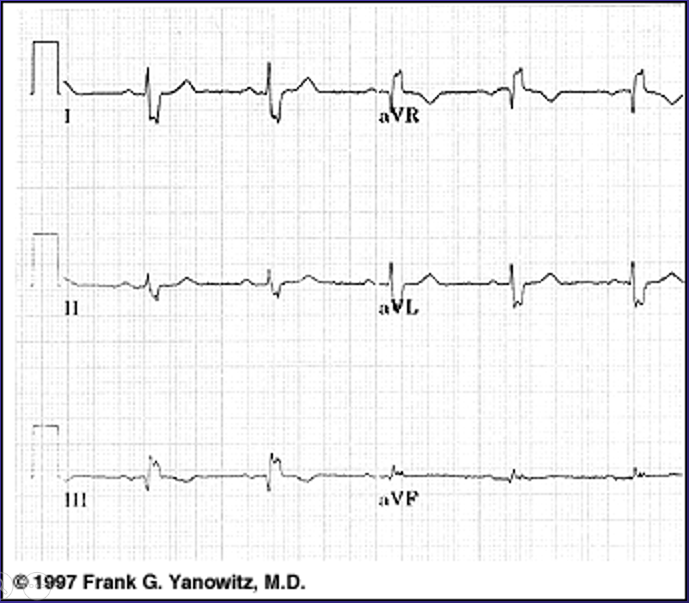 I aVR
II aVL
III aVF
© 1997 Frank G. Yanowitz, M.D.